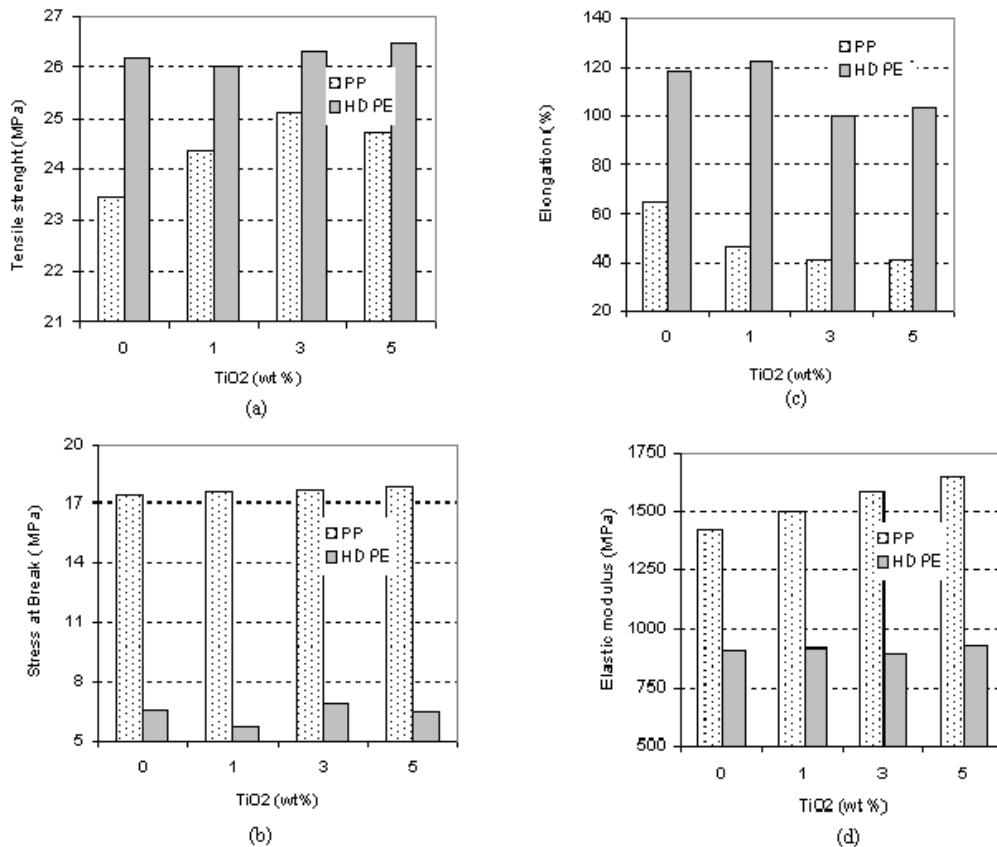 27
26
25
24
23
22
21
Tensile strenght (MPa)
PP
HD PE
0 1 3 5
TiO2 (wt %)
(a)
140
120
100
80
60
40
20
Elongation (%)
PP
HD PE
0 1 3 5
TiO2 (wt%)
(c)
20
17
14
11
8
5
Stress at Break ( MPa)
PP
HD PE
0 1 3 5
TiO2 (wt%)
(b)
1750
1500
1250
1000
750
500
Elastic modulus (MPa)
PP
HD PE
0 1 3 5
TiO2 (wt%)
(d)